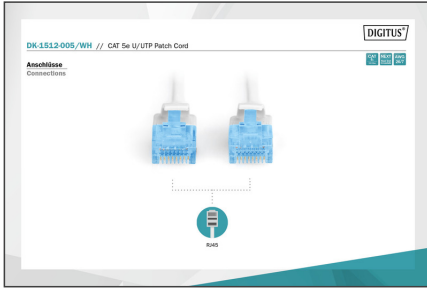 DIGITUS®
DK-1512-005/WH // CAT 5e U/UTP Patch Cord
Anschlüsse
Connections
RJ45